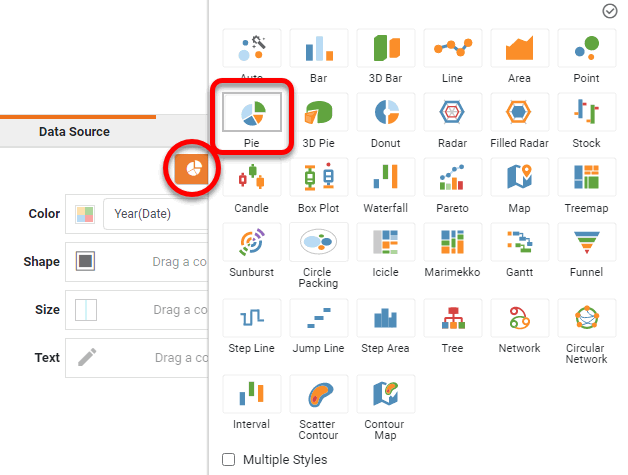 Auto Bar 3D Bar Line Area Point
Data Source
Pie 3D Pie Donut Radar Filled Radar Stock
Color Year(Date)
Candle Box Plot Waterfall Pareto Map Treemap
Shape Drag a co
Sunburst Circle Packing Icicle Marimekko Gantt Funnel
Size Drag a co
Step Line Jump Line Step Area Tree Network Circular Network
Text Drag a co
Interval Scatter Contour Contour Map
Multiple Styles